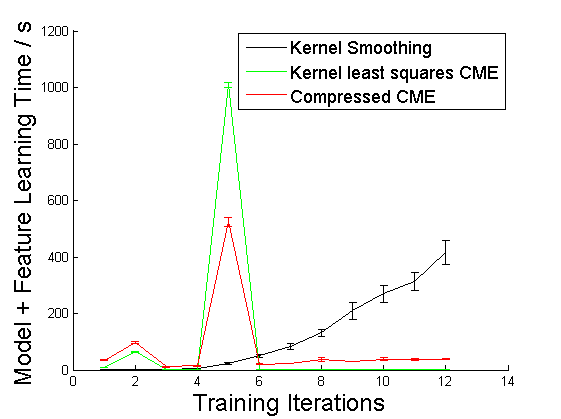 Model + Feature Learning Time / s
1200
1000
800
600
400
200
0
Kernel Smoothing
Kernel least squares CME
Compressed CME
0 2 4 6 8 10 12 14
Training Iterations